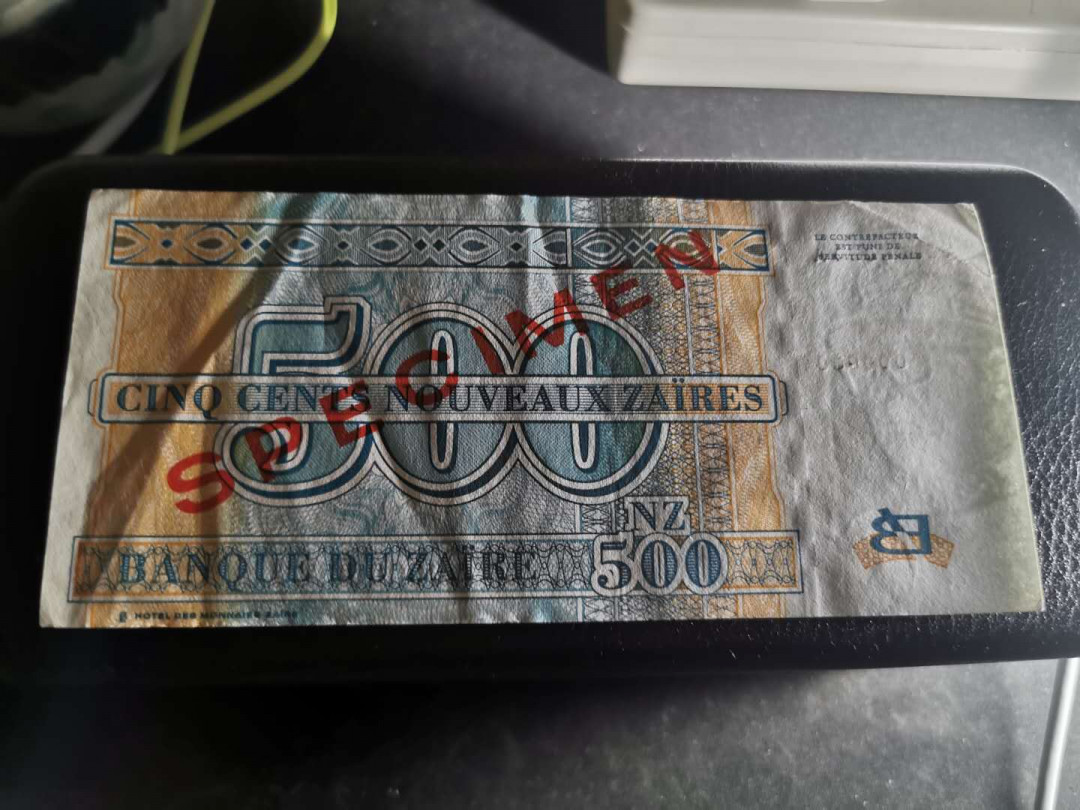 LE CONTREFACTEUR
EST PUNI DE
SERVITUDE PENALE
500
CINQ CENTS NOUVEAUX ZAÏRES
SPECIMEN
NZ
BANQUE DU ZAÏRE 500
HOTEL DES MONNAIES ZAÏRE